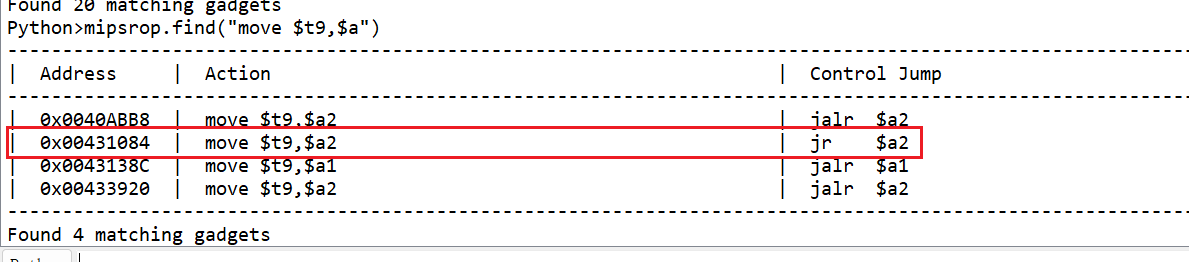 Found 20 matching gadgets
Python>mipsrop.find("move $t9,$a")
| Address | Action | Control Jump
| 0x0040ABB8 | move $t9,$a2 | jalr $a2
| 0x00431084 | move $t9,$a2 | jr $a2
| 0x0043138C | move $t9,$a1 | jalr $a1
| 0x00433920 | move $t9,$a2 | jalr $a2
Found 4 matching gadgets